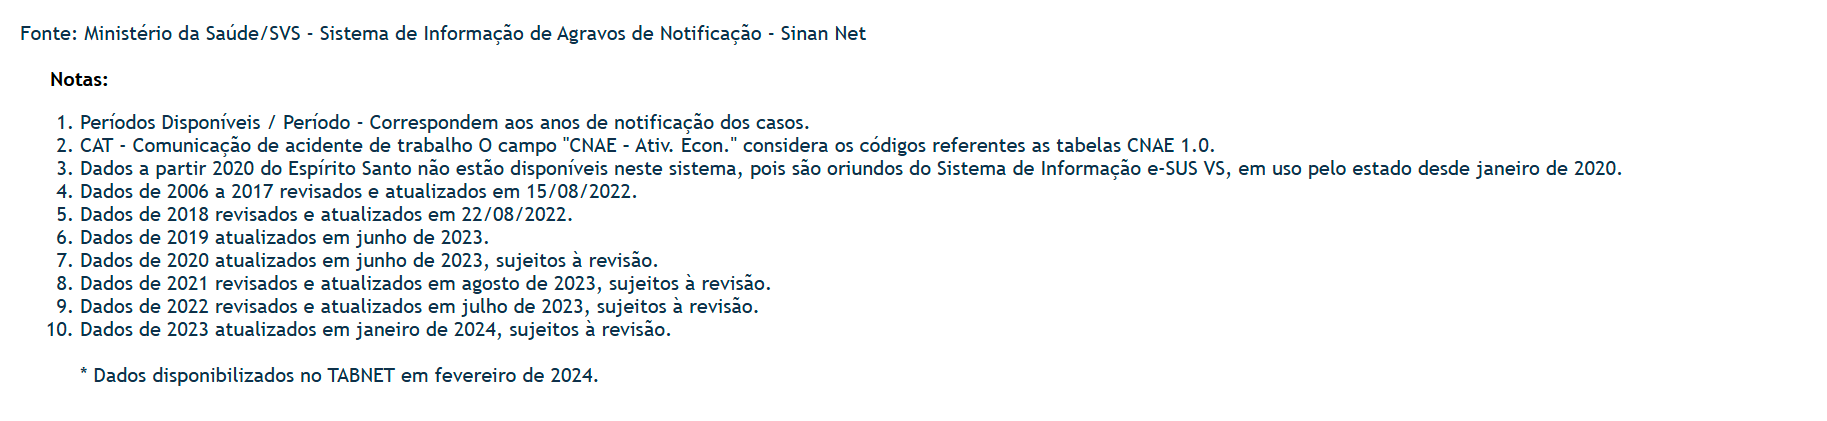 Fonte: Ministério da Saúde/SVS - Sistema de Informação de Agravos de Notificação - Sinan Net
Notas:
1. Períodos Disponíveis / Período - Correspondem aos anos de notificação dos casos.
2. CAT - Comunicação de acidente de trabalho O campo "CNAE - Ativ. Econ." considera os códigos referentes as tabelas CNAE 1.0.
3. Dados a partir 2020 do Espírito Santo não estão disponíveis neste sistema, pois são oriundos do Sistema de Informação e-SUS VS, em uso pelo estado desde janeiro de 2020.
4. Dados de 2006 a 2017 revisados e atualizados em 15/08/2022.
5. Dados de 2018 revisados e atualizados em 22/08/2022.
6. Dados de 2019 atualizados em junho de 2023.
7. Dados de 2020 atualizados em junho de 2023, sujeitos à revisão.
8. Dados de 2021 revisados e atualizados em agosto de 2023, sujeitos à revisão.
9. Dados de 2022 revisados e atualizados em julho de 2023, sujeitos à revisão.
10. Dados de 2023 atualizados em janeiro de 2024, sujeitos à revisão.
* Dados disponibilizados no TABNET em fevereiro de 2024.